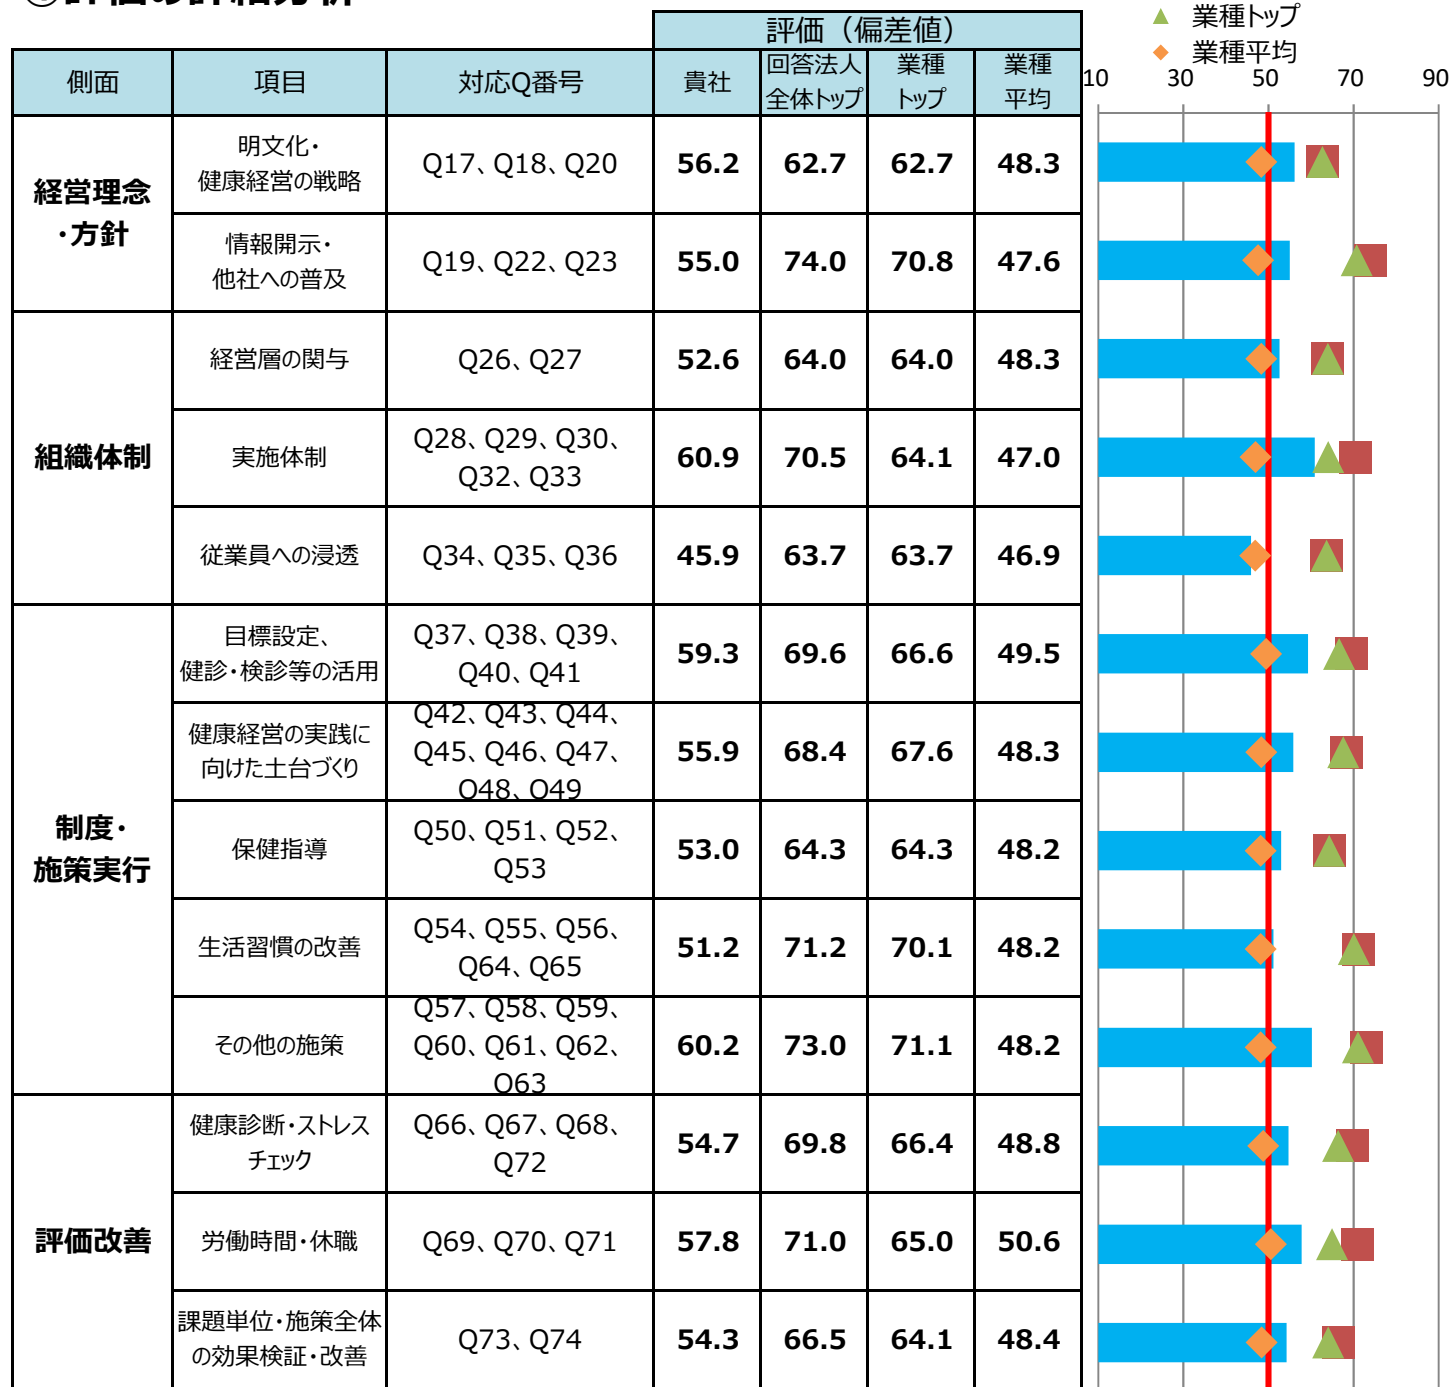 ①評価の詳細分析
業種トップ
業種平均
評価（偏差値）
側面 項目 対応Q番号 貴社 回答法人全体トップ 業種トップ 業種平均
10 30 50 70 90
経営理念・方針
明文化・健康経営の戦略 Q17、Q18、Q20 56.2 62.7 62.7 48.3
情報開示・他社への普及 Q19、Q22、Q23 55.0 74.0 70.8 47.6
組織体制
経営層の関与 Q26、Q27 52.6 64.0 64.0 48.3
実施体制 Q28、Q29、Q30、Q32、Q33 60.9 70.5 64.1 47.0
従業員への浸透 Q34、Q35、Q36 45.9 63.7 63.7 46.9
制度・施策実行
目標設定、健診・検診等の活用 Q37、Q38、Q39、Q40、Q41 59.3 69.6 66.6 49.5
健康経営の実践に向けた土台づくり Q42、Q43、Q44、Q45、Q46、Q47、Q48、Q49 55.9 68.4 67.6 48.3
保健指導 Q50、Q51、Q52、Q53 53.0 64.3 64.3 48.2
生活習慣の改善 Q54、Q55、Q56、Q64、Q65 51.2 71.2 70.1 48.2
その他の施策 Q57、Q58、Q59、Q60、Q61、Q62、Q63 60.2 73.0 71.1 48.2
評価改善
健康診断・ストレスチェック Q66、Q67、Q68、Q72 54.7 69.8 66.4 48.8
労働時間・休職 Q69、Q70、Q71 57.8 71.0 65.0 50.6
課題単位・施策全体の効果検証・改善 Q73、Q74 54.3 66.5 64.1 48.4